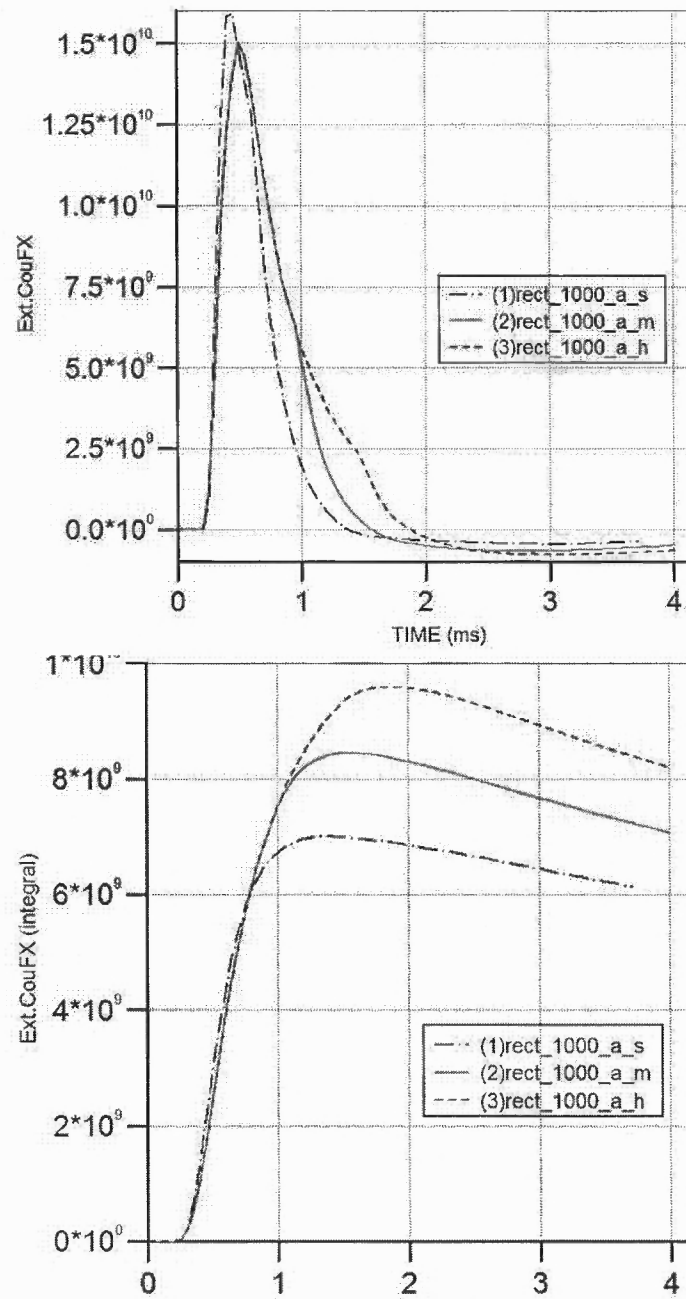 1.5*10¹⁰
1.25*10¹⁰
1.0*10¹⁰
7.5*10⁹
5.0*10⁹
2.5*10⁹
0.0*10⁰
Ext.CouFX
(1)rect_1000_a_s
(2)rect_1000_a_m
(3)rect_1000_a_h
0 1 2 3 4
TIME (ms)
8*10⁹
6*10⁹
4*10⁹
2*10⁹
0*10⁰
Ext.CouFX (integral)
(1)rect_1000_a_s
(2)rect_1000_a_m
(3)rect_1000_a_h
0 1 2 3 4